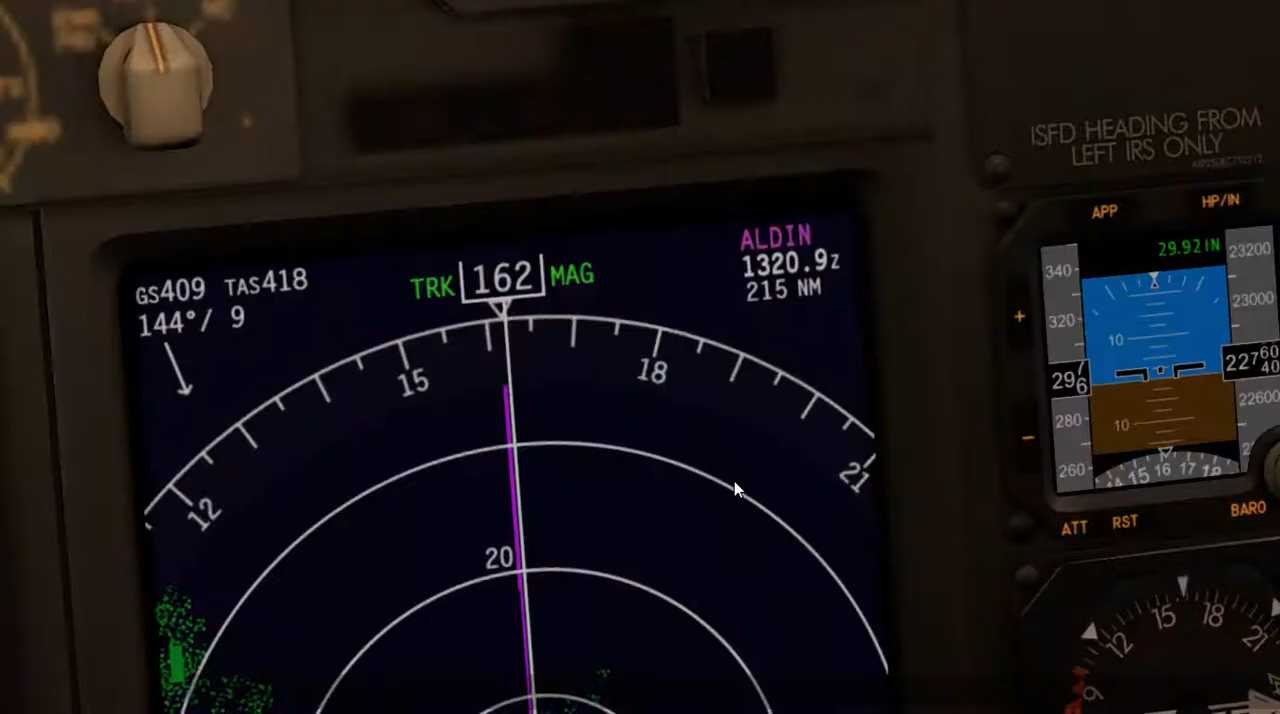 ISFD HEADING FROM
LEFT IRS ONLY
APP
HP/IN
GS409 TAS418
144°/ 9
TRK 162 MAG
ALDIN
1320.9z
215 NM
12
15
18
21
20
29.92IN
340
320
296
280
260
23200
23000
22760
40
22600
10
10
15 16 17 18
+
-
ATT RST
BARO
12
15
18
21